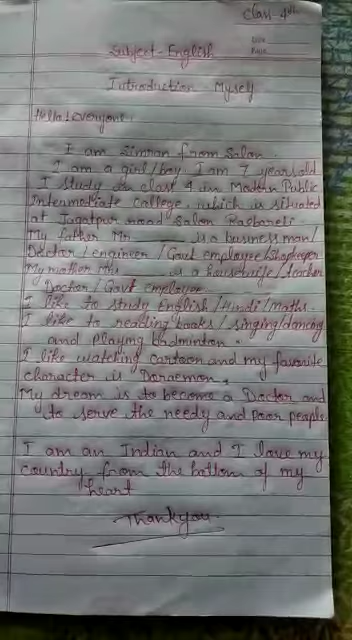 Class-4th
Date
Page
Subject-English
Introduction Myself
Hello! everyone!
I am Simran from Salon.
I am a girl/boy. I am 7 years old
I study in class 4 in Modern Public
Intermediate college, which is situated
at Jagatpur road Salon Raebareli.
My father Mr. ______ is a business man/
Doctor/engineer/Govt employee/Shopkeeper
My mother Mrs. ______ is a housewife/teacher
Doctor/Govt employee.
I like to study English/Hindi/maths.
I like to reading books/singing/dancing
and playing badminton.
I like watching cartoon and my favorite
character is Doraemon.
My dream is to become a Doctor and
to serve the needy and poor people
I am an Indian and I love my
country from the bottom of my
heart
Thankyou